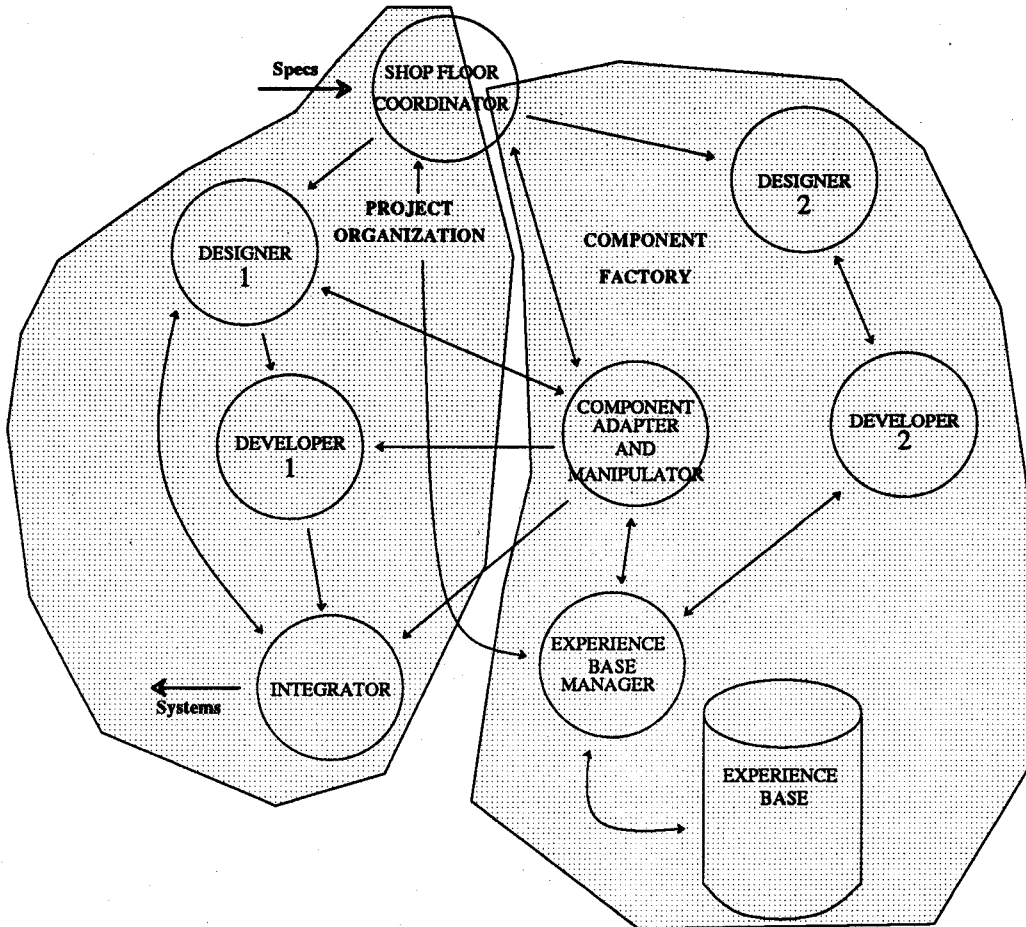 Specs
SHOP FLOOR
COORDINATOR
PROJECT
ORGANIZATION
DESIGNER
1
DEVELOPER
1
INTEGRATOR
Systems
COMPONENT
FACTORY
DESIGNER
2
DEVELOPER
2
COMPONENT
ADAPTER
AND
MANIPULATOR
EXPERIENCE
BASE
MANAGER
EXPERIENCE
BASE